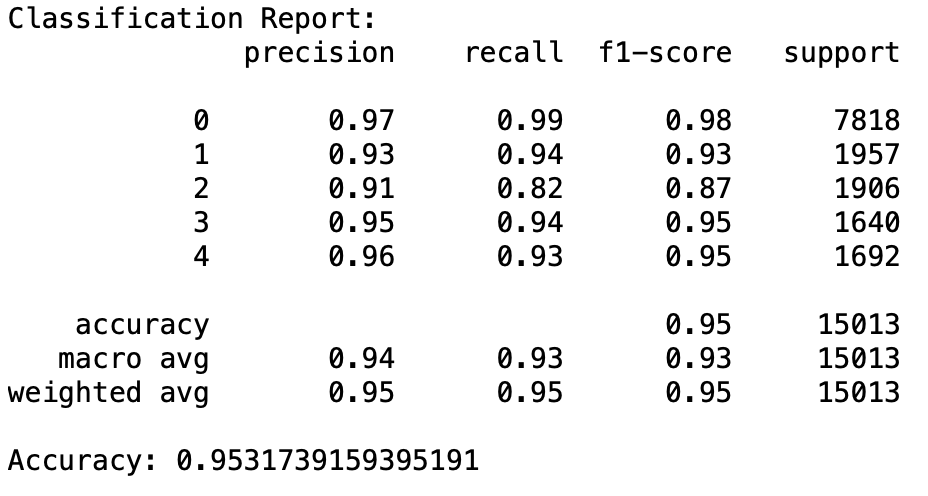 Classification Report:
              precision    recall  f1-score   support

           0       0.97      0.99      0.98      7818
           1       0.93      0.94      0.93      1957
           2       0.91      0.82      0.87      1906
           3       0.95      0.94      0.95      1640
           4       0.96      0.93      0.95      1692

    accuracy                           0.95     15013
   macro avg       0.94      0.93      0.93     15013
weighted avg       0.95      0.95      0.95     15013

Accuracy: 0.9531739159395191